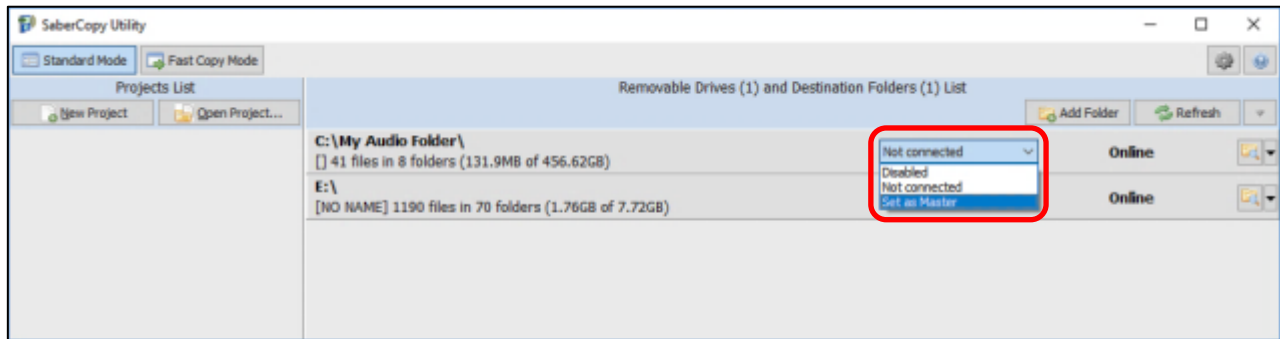 SaberCopy Utility
Standard Mode Fast Copy Mode
Projects List
New Project Open Project...
Removable Drives (1) and Destination Folders (1) List
Add Folder Refresh
C:\My Audio Folder\
[] 41 files in 8 folders (131.9MB of 456.62GB)
Not connected
Online
Disabled
Not connected
Set as Master
E:\
[NO NAME] 1190 files in 70 folders (1.76GB of 7.72GB)
Online